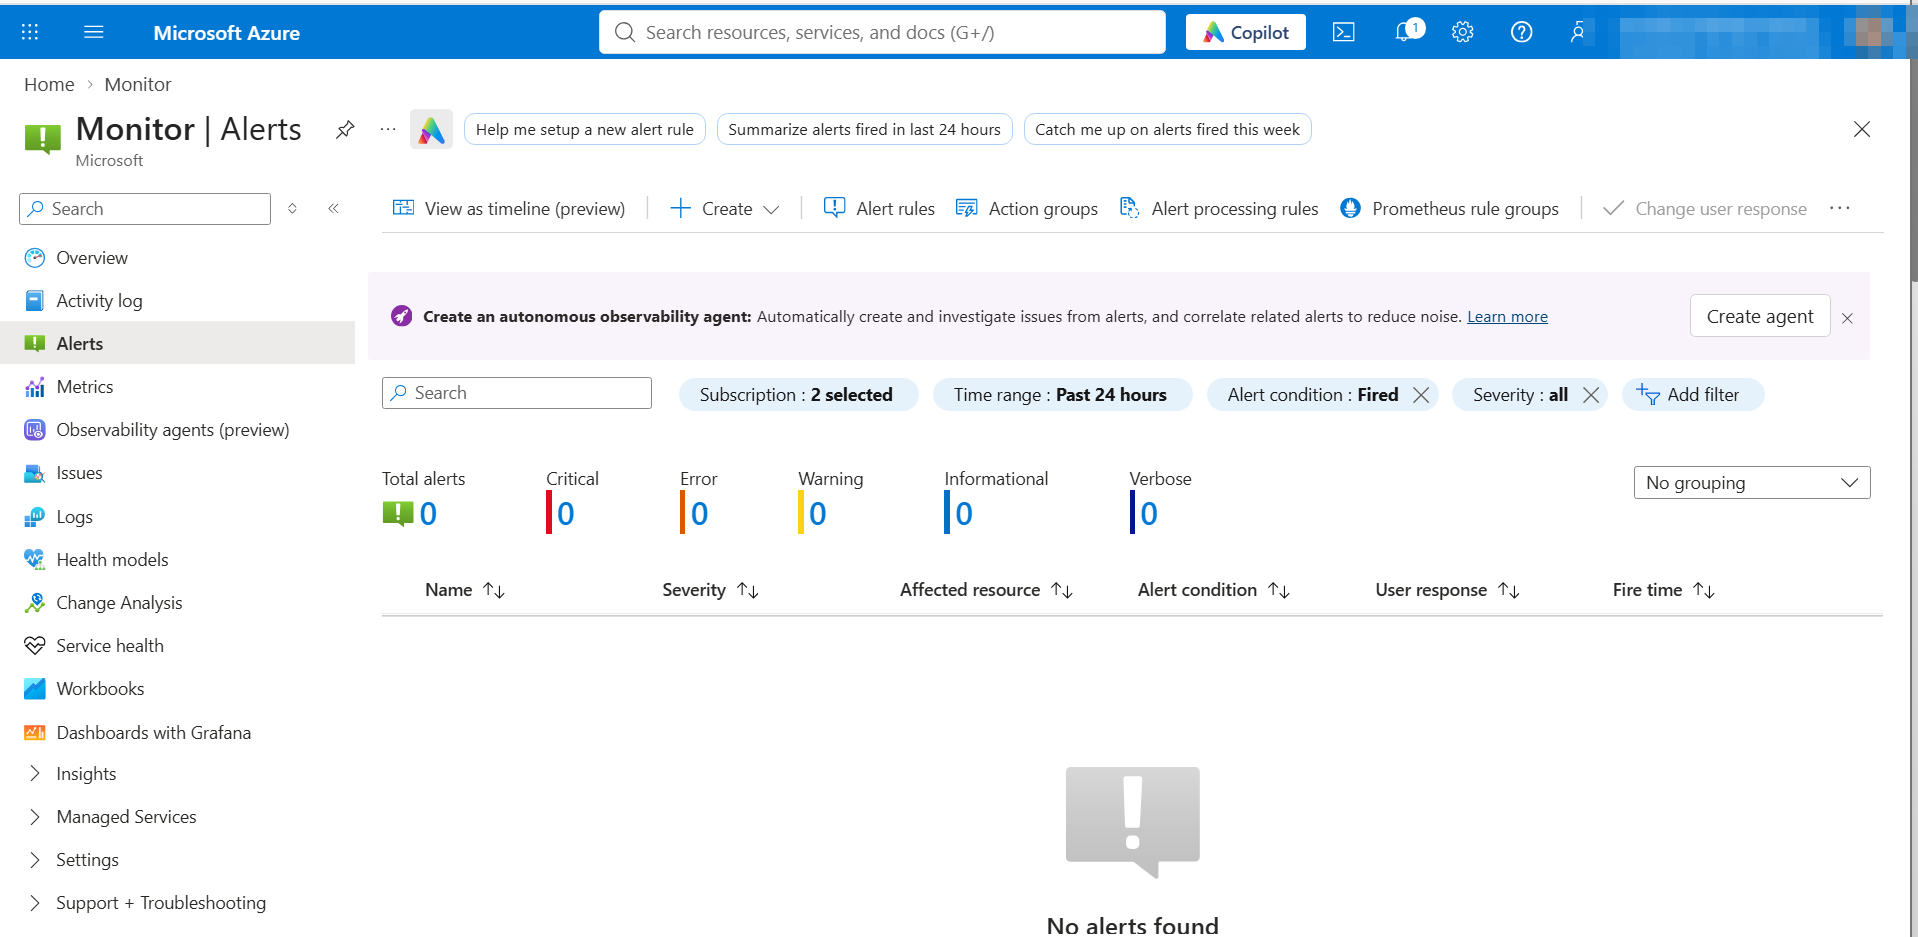 Microsoft Azure
Search resources, services, and docs (G+/)
Copilot
1
Home > Monitor
Monitor | Alerts
Microsoft
Help me setup a new alert rule
Summarize alerts fired in last 24 hours
Catch me up on alerts fired this week
Search
Overview
Activity log
Alerts
Metrics
Observability agents (preview)
Issues
Logs
Health models
Change Analysis
Service health
Workbooks
Dashboards with Grafana
Insights
Managed Services
Settings
Support + Troubleshooting
View as timeline (preview)
Create
Alert rules
Action groups
Alert processing rules
Prometheus rule groups
Change user response
Create an autonomous observability agent: Automatically create and investigate issues from alerts, and correlate related alerts to reduce noise. Learn more
Create agent
Search
Subscription : 2 selected
Time range : Past 24 hours
Alert condition : Fired
Severity : all
Add filter
Total alerts
0
Critical
0
Error
0
Warning
0
Informational
0
Verbose
0
No grouping
Name
Severity
Affected resource
Alert condition
User response
Fire time
No alerts found